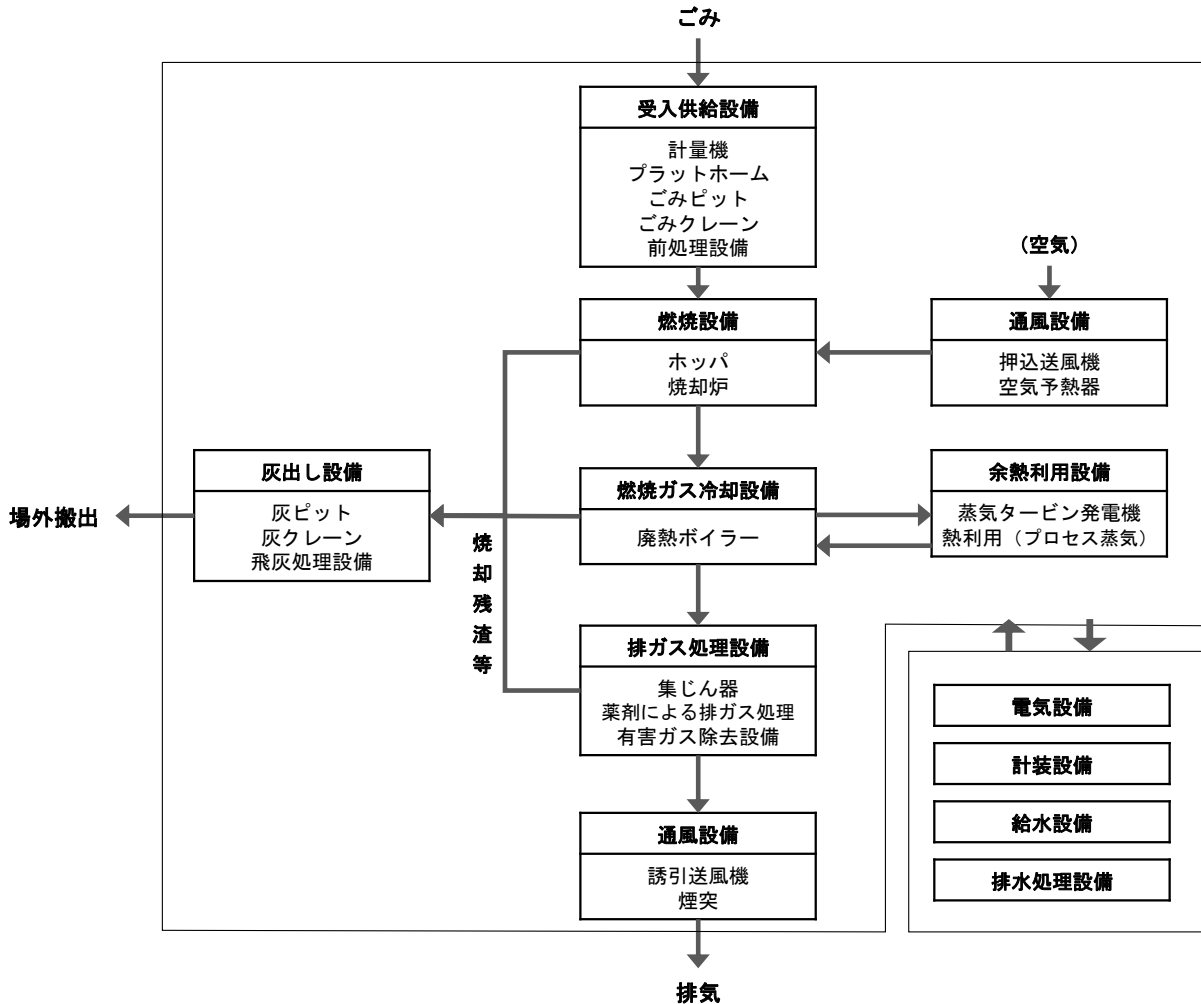 ごみ
受入供給設備
計量機
プラットホーム
ごみピット
ごみクレーン
前処理設備
（空気）
燃焼設備
ホッパ
焼却炉
通風設備
押込送風機
空気予熱器
灰出し設備
灰ピット
灰クレーン
飛灰処理設備
場外搬出
焼却残渣等
燃焼ガス冷却設備
廃熱ボイラー
余熱利用設備
蒸気タービン発電機
熱利用（プロセス蒸気）
排ガス処理設備
集じん器
薬剤による排ガス処理
有害ガス除去設備
電気設備
計装設備
給水設備
排水処理設備
通風設備
誘引送風機
煙突
排気